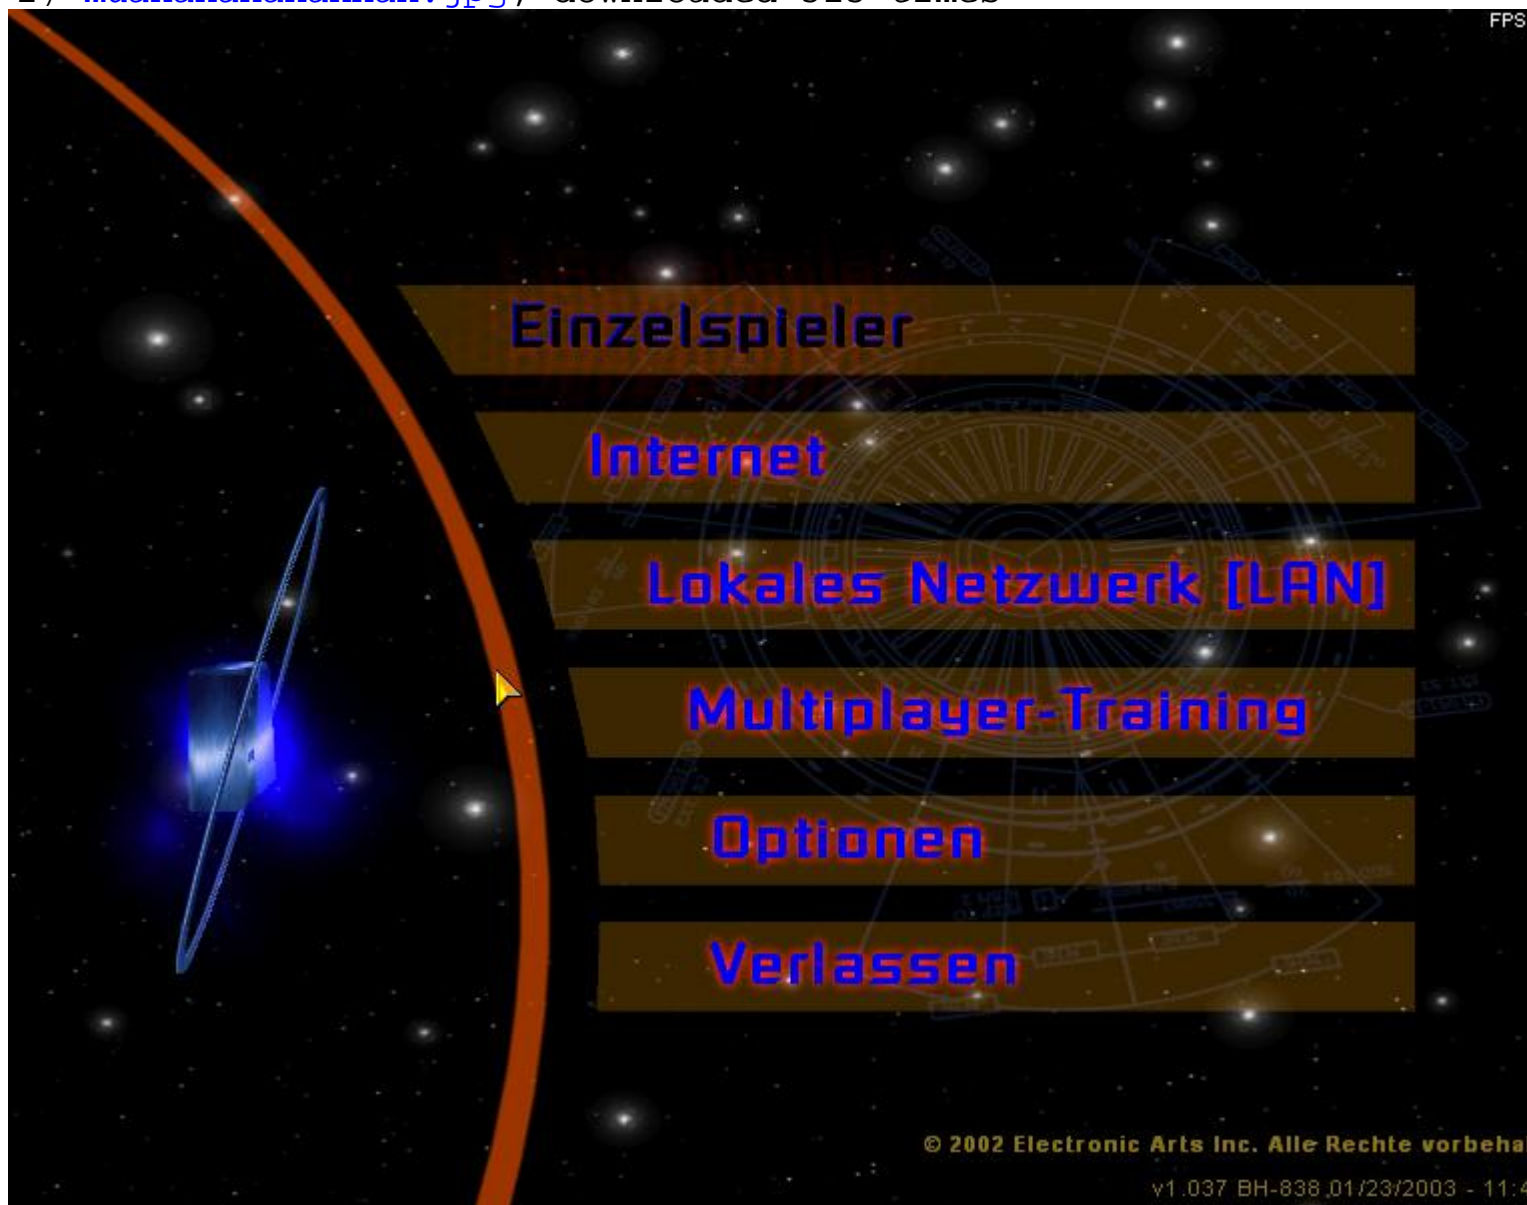 FPS
Einzelspieler
Internet
Lokales Netzwerk [LAN]
Multiplayer-Training
Optionen
Verlassen
© 2002 Electronic Arts Inc. Alle Rechte vorbeha
v1.037 BH-838,01/23/2003 - 11:4